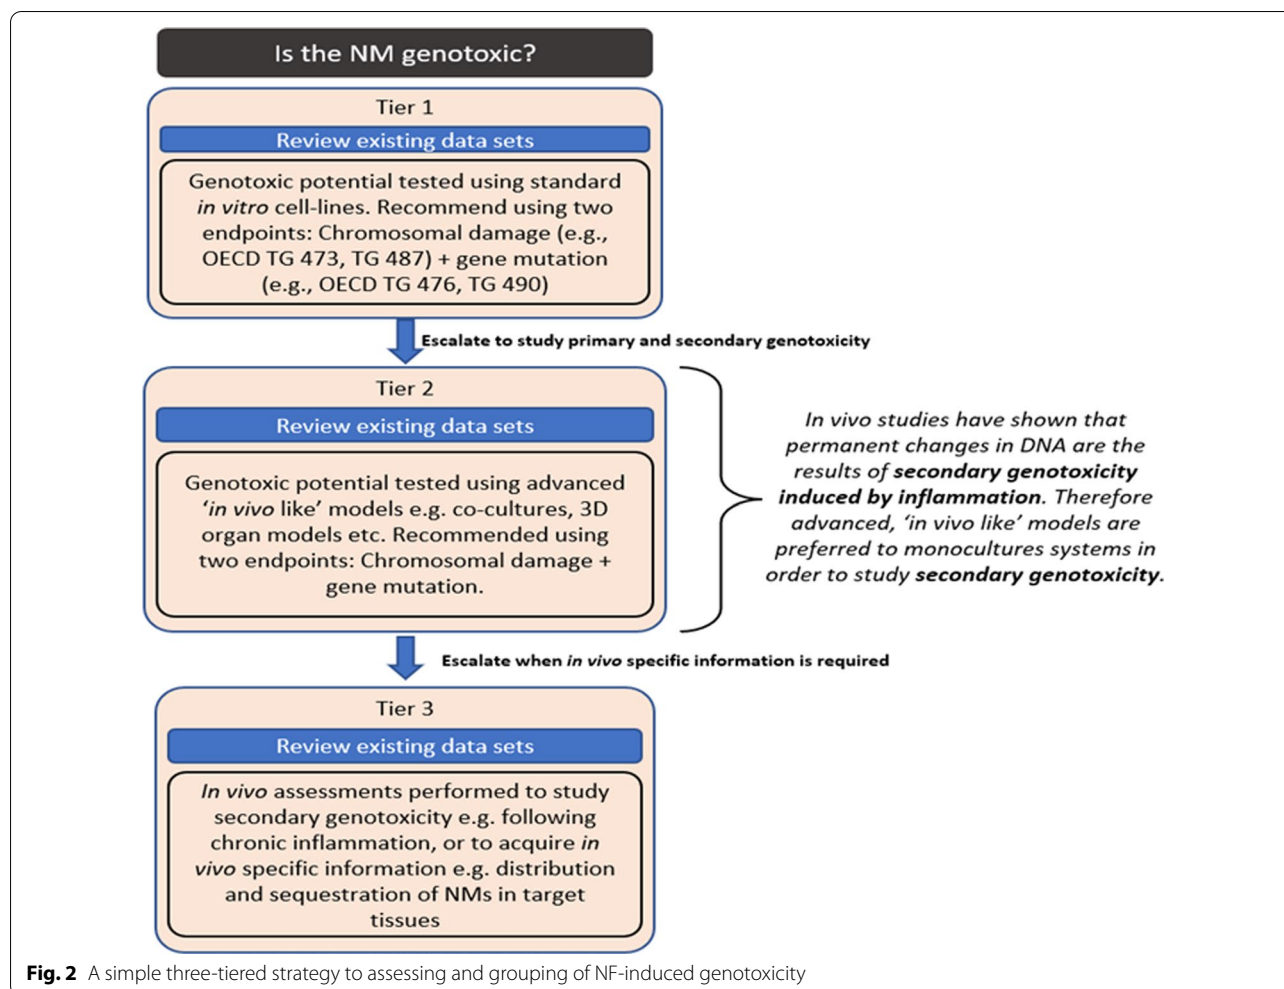 Is the NM genotoxic?
Tier 1
Review existing data sets
Genotoxic potential tested using standard
in vitro cell-lines. Recommend using two
endpoints: Chromosomal damage (e.g.,
OECD TG 473, TG 487) + gene mutation
(e.g., OECD TG 476, TG 490)
Escalate to study primary and secondary genotoxicity
Tier 2
Review existing data sets
Genotoxic potential tested using advanced
‘in vivo like’ models e.g. co-cultures, 3D
organ models etc. Recommended using
two endpoints: Chromosomal damage +
gene mutation.
In vivo studies have shown that
permanent changes in DNA are the
results of secondary genotoxicity
induced by inflammation. Therefore
advanced, ‘in vivo like’ models are
preferred to monocultures systems in
order to study secondary genotoxicity.
Escalate when in vivo specific information is required
Tier 3
Review existing data sets
In vivo assessments performed to study
secondary genotoxicity e.g. following
chronic inflammation, or to acquire in
vivo specific information e.g. distribution
and sequestration of NMs in target
tissues
Fig. 2 A simple three-tiered strategy to assessing and grouping of NF-induced genotoxicity